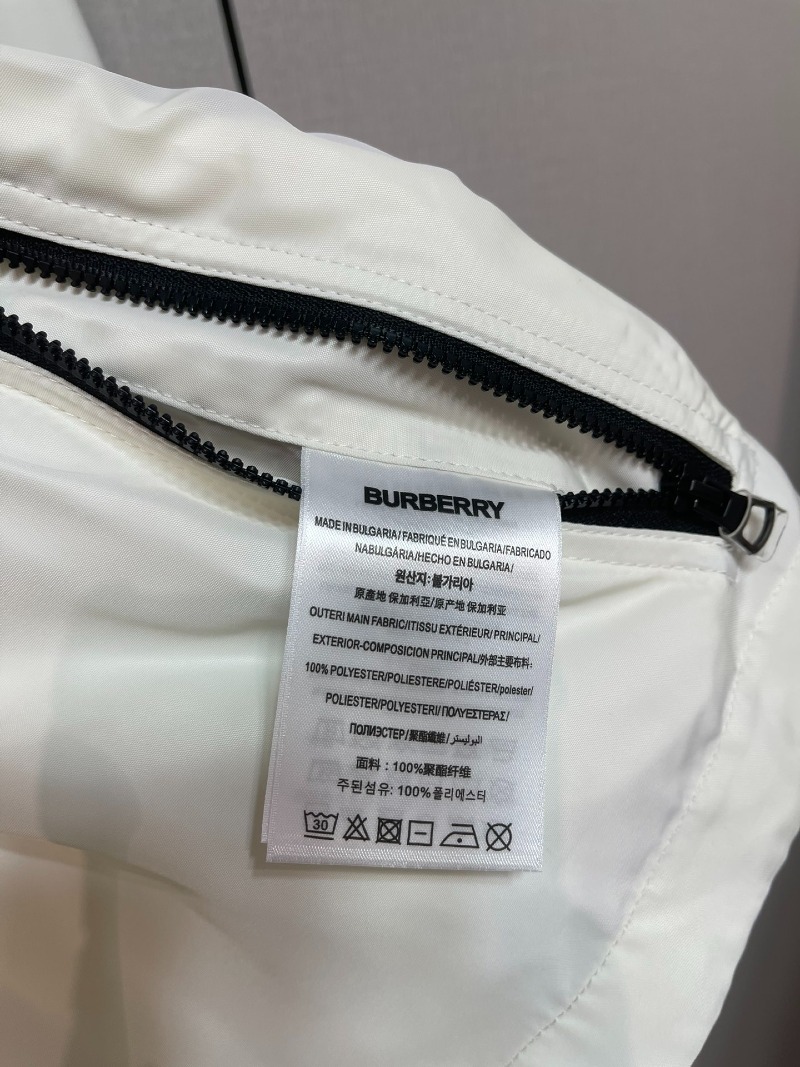 BURBERRY
MADE IN BULGARIA/ FABRIQUÉ EN BULGARIA/FABRICADO
NABULGÁRIA/HECHO EN BULGARIA/
원산지: 불가리아
原產地 保加利亞/原产地 保加利亚
OUTERI MAIN FABRIC/ITISSU EXTÉRIEUR/ PRINCIPAL/
EXTERIOR-COMPOSICION PRINCIPAL/外部主要布料:
100% POLYESTER/POLIESTERE/POLIÉSTER/polester/
POLIESTER/POLYESTERI/ ΠΟΛΥΕΣΤΕΡΑΣ/
ПОЛИЭСТЕР/聚酯纖維/البوليستر/
面料：100%聚酯纤维
주된섬유: 100% 폴리에스터
30